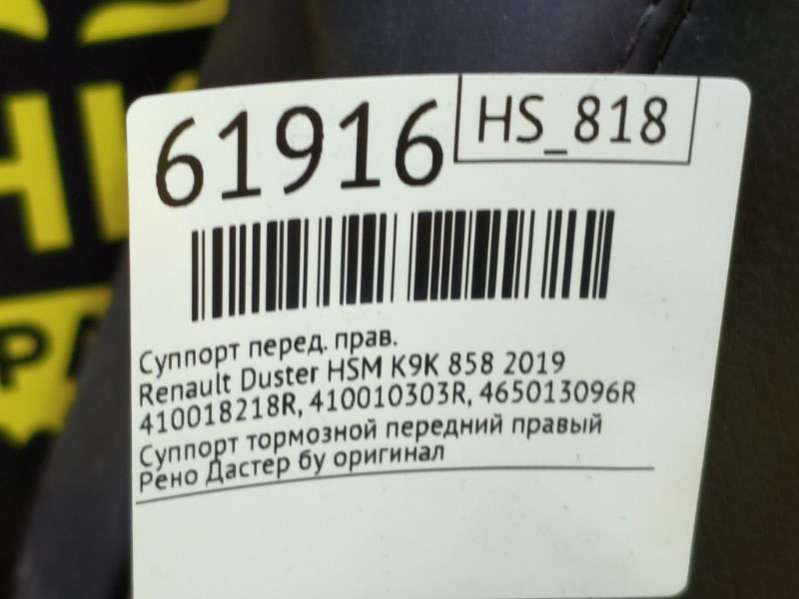 61916
HS_818
Суппорт перед. прав.
Renault Duster HSM K9K 858 2019
410018218R, 410010303R, 465013096R
Суппорт тормозной передний правый
Рено Дастер бу оригинал